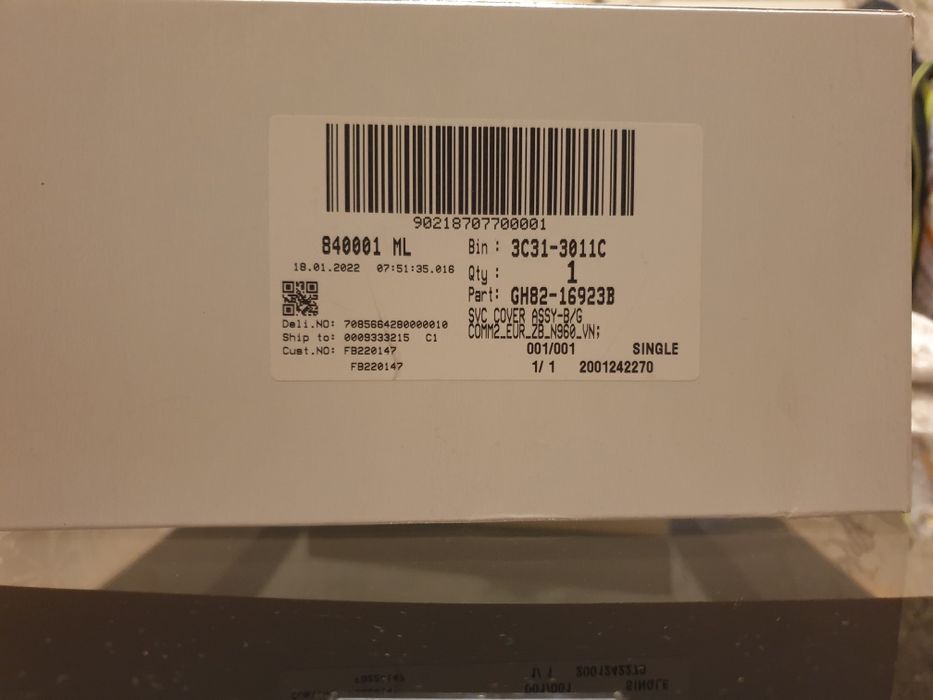 90218707700001
840001 ML
18.01.2022 07:51:35.016
Bin : 3C31-3011C
Qty : 1
Part: GH82-16923B
SVC COVER ASSY-B/G
COMM2_EUR_ZB_N960_VN;
Deli.NO: 7085664280000010
Ship to: 0009333215 C1
Cust.NO: FB220147
FB220147
001/001 SINGLE
1/ 1 2001242270